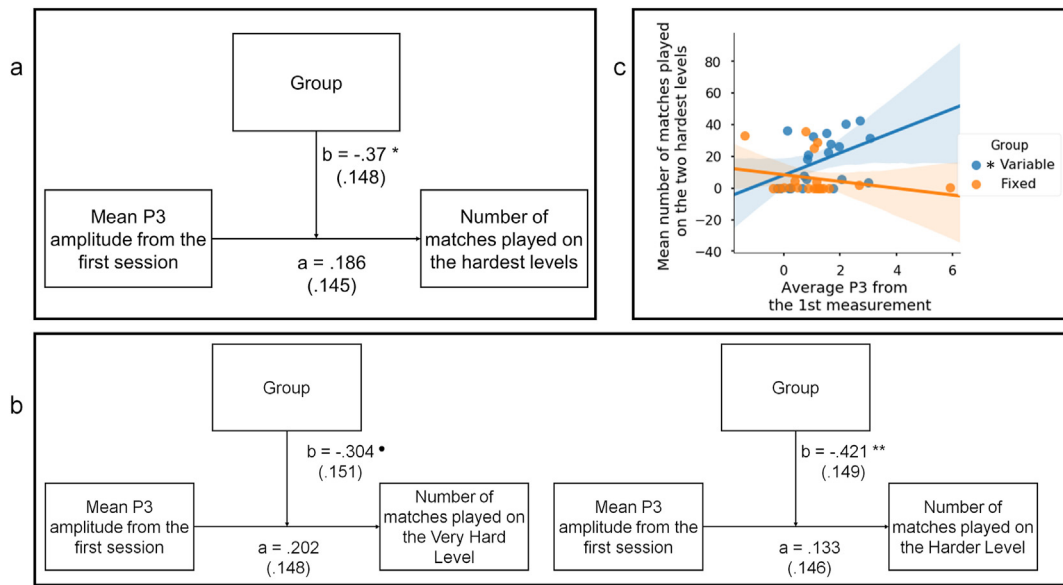 a
Group
b = -.37 *
(.148)
Mean P3
amplitude from the
first session
Number of
matches played on
the hardest levels
a = .186
(.145)
c
Mean number of matches played
on the two hardest levels
80
60
40
20
0
−20
−40
0
2
4
6
Average P3 from
the 1st measurement
Group
* Variable
Fixed
b
Group
b = -.304 •
(.151)
Mean P3
amplitude from the
first session
Number of
matches played on
the Very Hard
Level
a = .202
(.148)
Group
b = -.421 **
(.149)
Mean P3
amplitude from the
first session
Number of
matches played on
the Harder Level
a = .133
(.146)